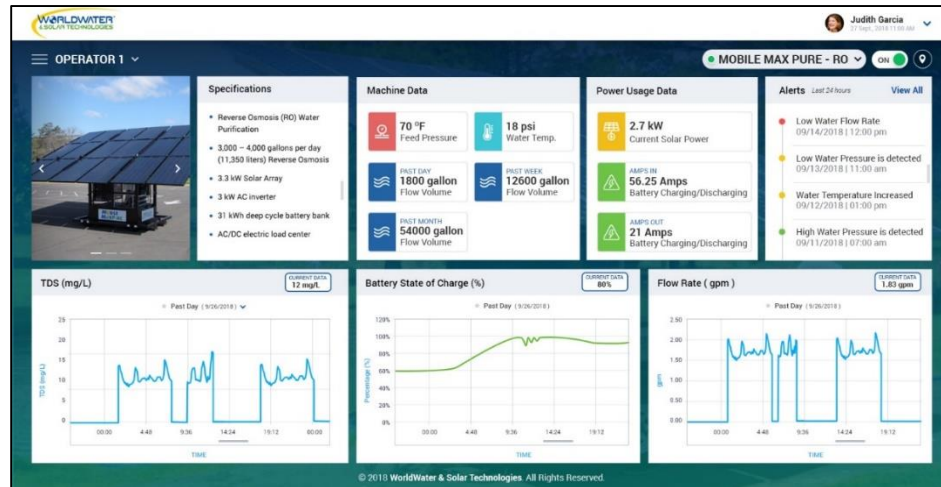 WORLDWATER
& SOLAR TECHNOLOGIES
Judith Garcia
27 Sept, 2018 11:00 AM
OPERATOR 1
MOBILE MAX PURE - RO
ON
Specifications
• Reverse Osmosis (RO) Water
Purification
• 3,000 – 4,000 gallons per day
(11,350 liters) Reverse Osmosis
• 3.3 kW Solar Array
• 3 kW AC inverter
• 31 kWh deep cycle battery bank
• AC/DC electric load center
Machine Data
70 °F
Feed Pressure
18 psi
Water Temp.
PAST DAY
1800 gallon
Flow Volume
PAST WEEK
12600 gallon
Flow Volume
PAST MONTH
54000 gallon
Flow Volume
Power Usage Data
2.7 kW
Current Solar Power
AMPS IN
56.25 Amps
Battery Charging/Discharging
AMPS OUT
21 Amps
Battery Charging/Discharging
Alerts Last 24 hours View All
Low Water Flow Rate
09/14/2018 | 12:00 pm
Low Water Pressure is detected
09/13/2018 | 11:00 am
Water Temperature Increased
09/12/2018 | 01:00 pm
High Water Pressure is detected
09/11/2018 | 07:00 am
TDS (mg/L)
CURRENT DATA
12 mg/L
Past Day ( 9/26/2018 )
25
20
15
10
5
0
TDS (mg/L)
00:00 4:48 9:36 14:24 19:12 00:00
TIME
Battery State of Charge (%)
CURRENT DATA
80%
Past Day ( 9/26/2018 )
120%
100%
80%
60%
40%
20%
0%
Percentage (%)
00:00 4:48 9:36 14:24 19:12
TIME
Flow Rate ( gpm )
CURRENT DATA
1.83 gpm
Past Day ( 9/26/2018 )
2.50
2.00
1.50
1.00
0.50
0.00
gpm
00:00 4:48 9:36 14:24 19:12
TIME
© 2018 WorldWater & Solar Technologies. All Rights Reserved.